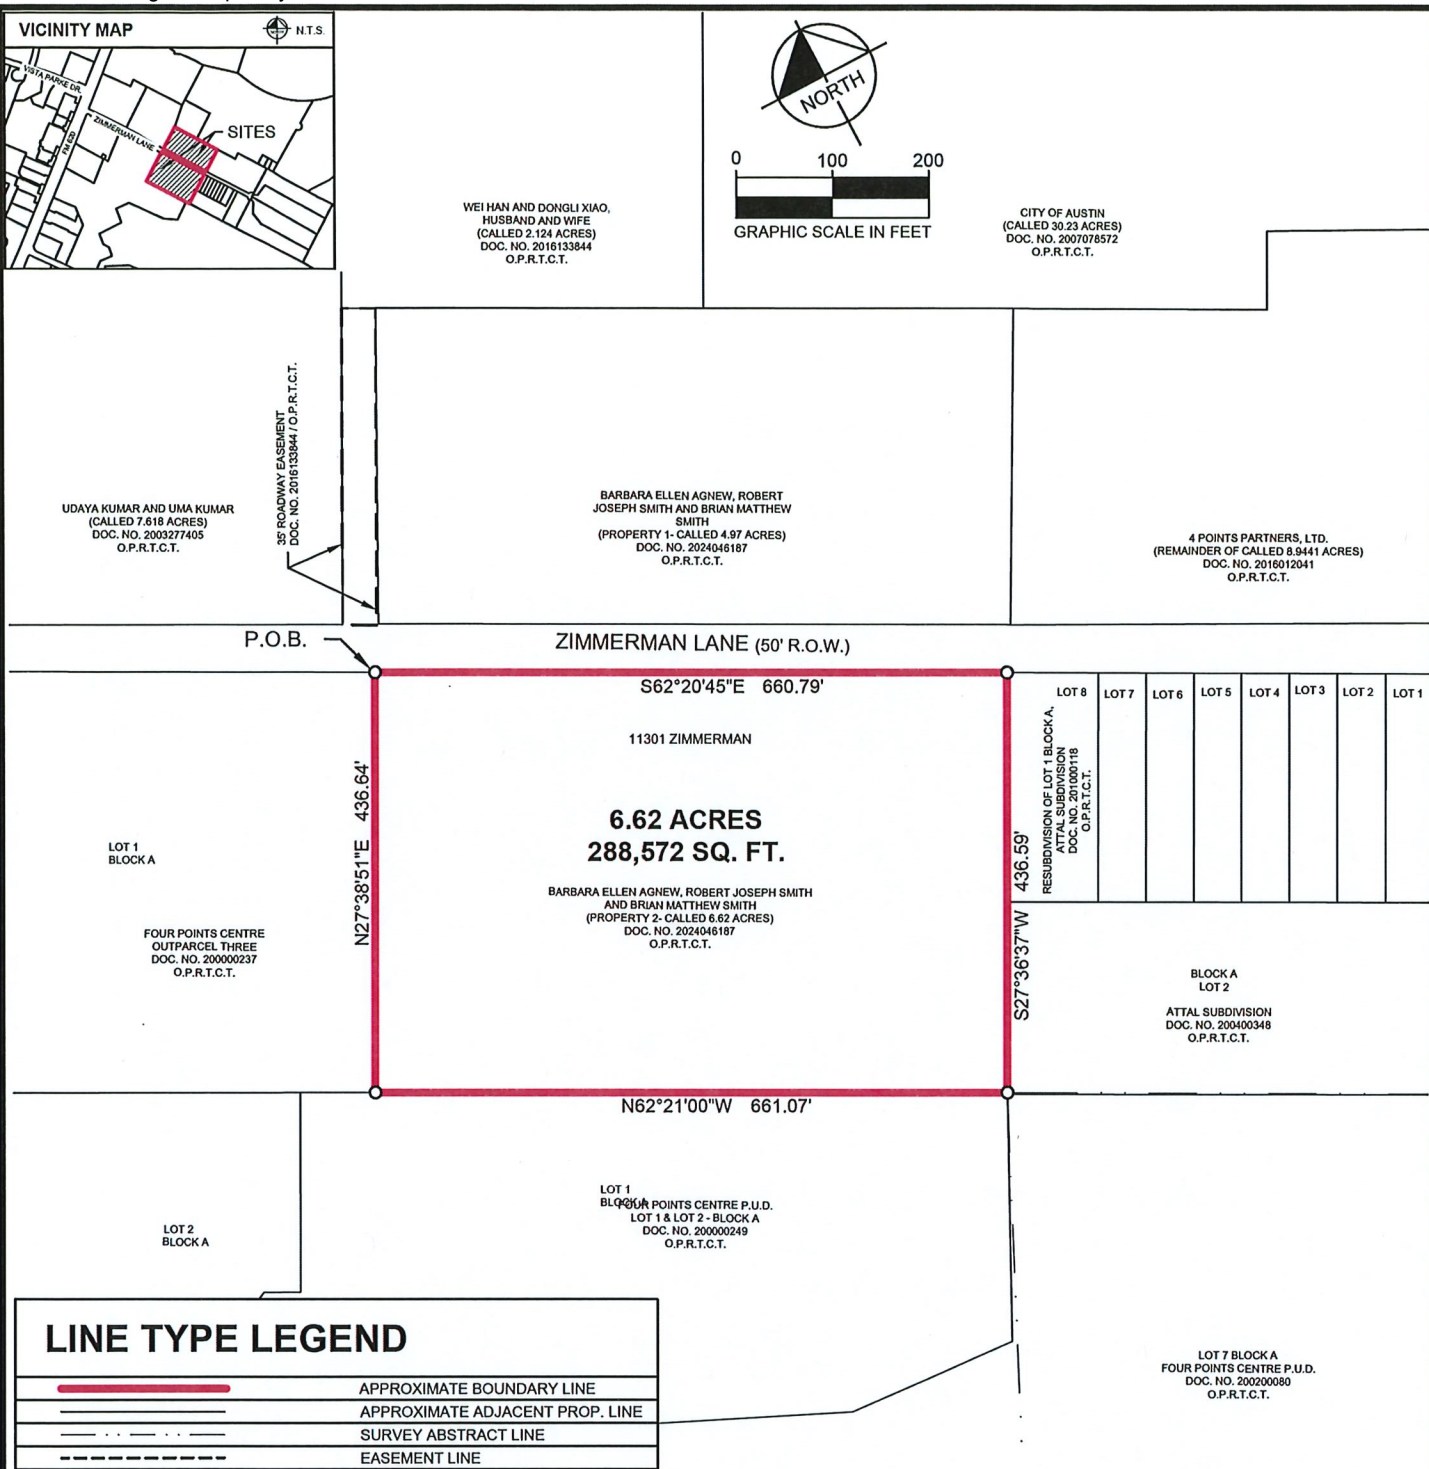 VICINITY MAP
N.T.S.
VISTA PARKE DR.
ZIMMERMAN LANE
FM 620
SITES
NORTH
0 100 200
GRAPHIC SCALE IN FEET
WEI HAN AND DONGLI XIAO,
HUSBAND AND WIFE
(CALLED 2.124 ACRES)
DOC. NO. 2016133844
O.P.R.T.C.T.
CITY OF AUSTIN
(CALLED 30.23 ACRES)
DOC. NO. 2007078572
O.P.R.T.C.T.
UDAYA KUMAR AND UMA KUMAR
(CALLED 7.618 ACRES)
DOC. NO. 2003277405
O.P.R.T.C.T.
35' ROADWAY EASEMENT
DOC. NO. 2016133844 / O.P.R.T.C.T.
BARBARA ELLEN AGNEW, ROBERT
JOSEPH SMITH AND BRIAN MATTHEW
SMITH
(PROPERTY 1- CALLED 4.97 ACRES)
DOC. NO. 2024046187
O.P.R.T.C.T.
4 POINTS PARTNERS, LTD.
(REMAINDER OF CALLED 8.9441 ACRES)
DOC. NO. 2016012041
O.P.R.T.C.T.
P.O.B.
ZIMMERMAN LANE (50' R.O.W.)
S62°20'45"E 660.79'
11301 ZIMMERMAN
6.62 ACRES
288,572 SQ. FT.
BARBARA ELLEN AGNEW, ROBERT JOSEPH SMITH
AND BRIAN MATTHEW SMITH
(PROPERTY 2- CALLED 6.62 ACRES)
DOC. NO. 2024046187
O.P.R.T.C.T.
N27°38'51"E 436.64'
S27°36'37"W 436.59'
N62°21'00"W 661.07'
LOT 1
BLOCK A
FOUR POINTS CENTRE
OUTPARCEL THREE
DOC. NO. 200000237
O.P.R.T.C.T.
LOT 8
LOT 7
LOT 6
LOT 5
LOT 4
LOT 3
LOT 2
LOT 1
RESUBDIVISION OF LOT 1 BLOCK A,
ATTAL SUBDIVISION
DOC. NO. 201000118
O.P.R.T.C.T.
BLOCK A
LOT 2
ATTAL SUBDIVISION
DOC. NO. 200400348
O.P.R.T.C.T.
LOT 2
BLOCK A
LOT 1
BLOCK A
FOUR POINTS CENTRE P.U.D.
LOT 1 & LOT 2 - BLOCK A
DOC. NO. 200000249
O.P.R.T.C.T.
LOT 7 BLOCK A
FOUR POINTS CENTRE P.U.D.
DOC. NO. 200200080
O.P.R.T.C.T.
LINE TYPE LEGEND
APPROXIMATE BOUNDARY LINE
APPROXIMATE ADJACENT PROP. LINE
SURVEY ABSTRACT LINE
EASEMENT LINE